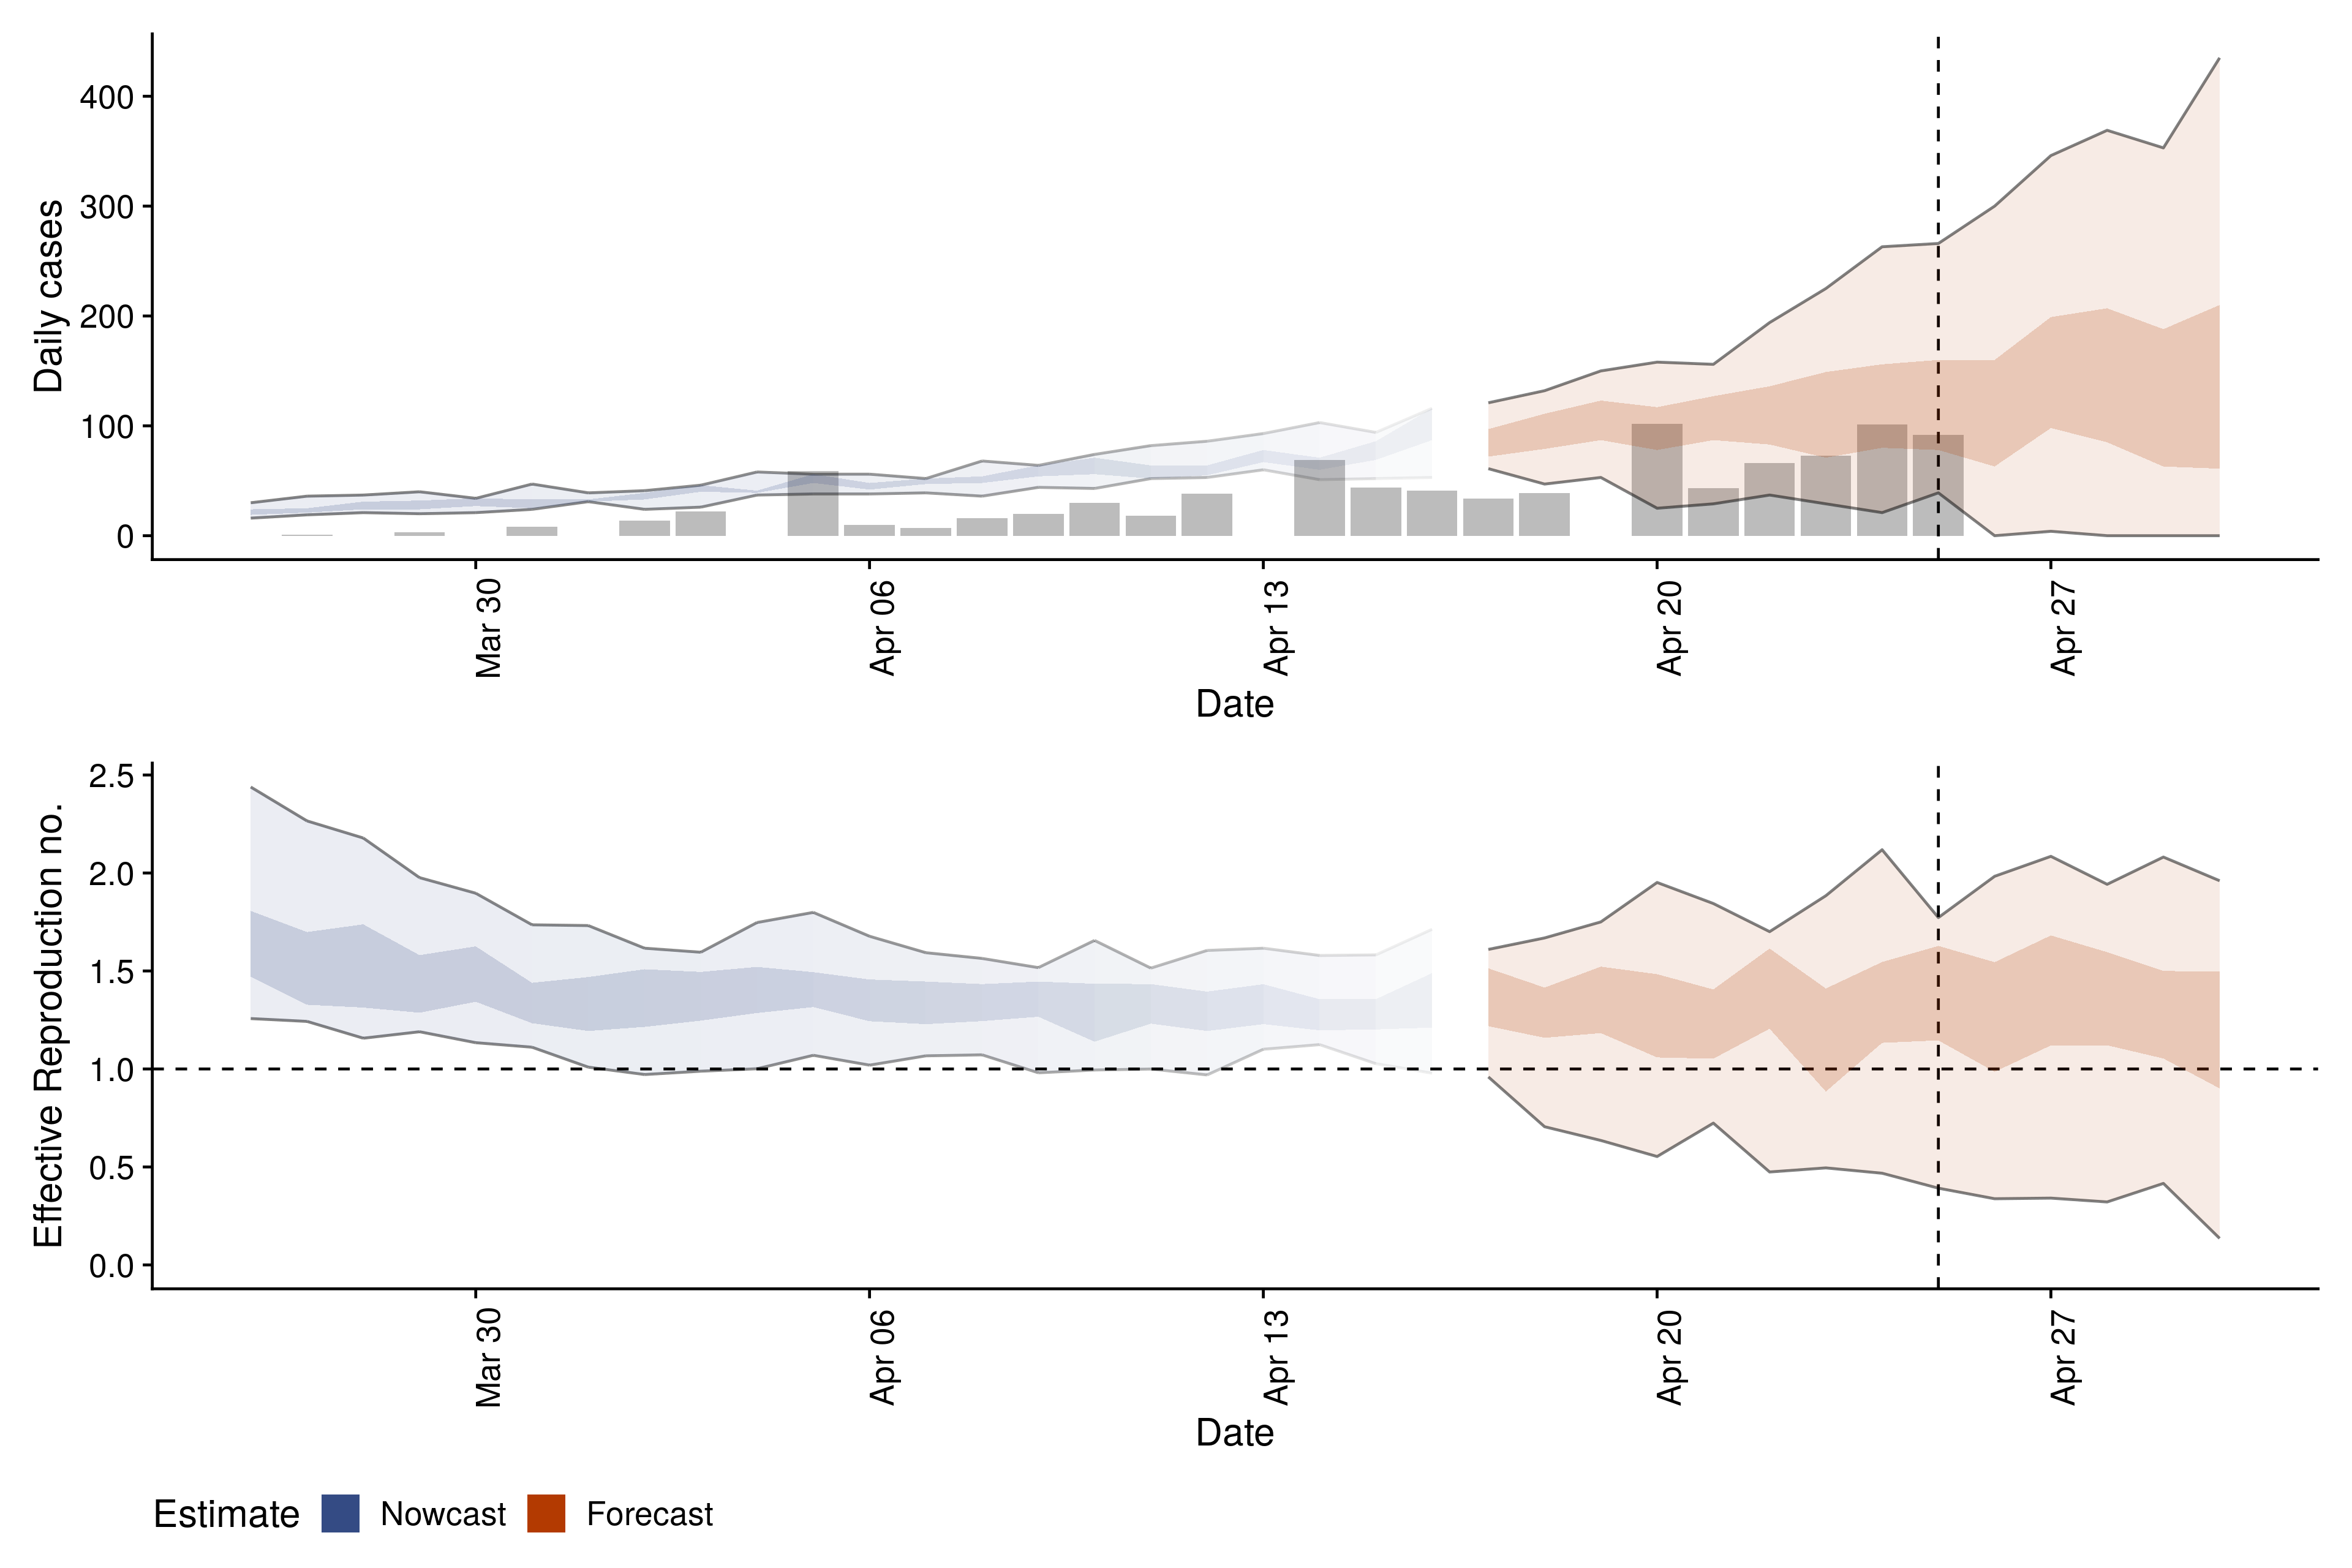 Daily cases
400
300
200
100
0
Mar 30
Apr 06
Apr 13
Apr 20
Apr 27
Date
Effective Reproduction no.
2.5
2.0
1.5
1.0
0.5
0.0
Mar 30
Apr 06
Apr 13
Apr 20
Apr 27
Date
Estimate Nowcast Forecast